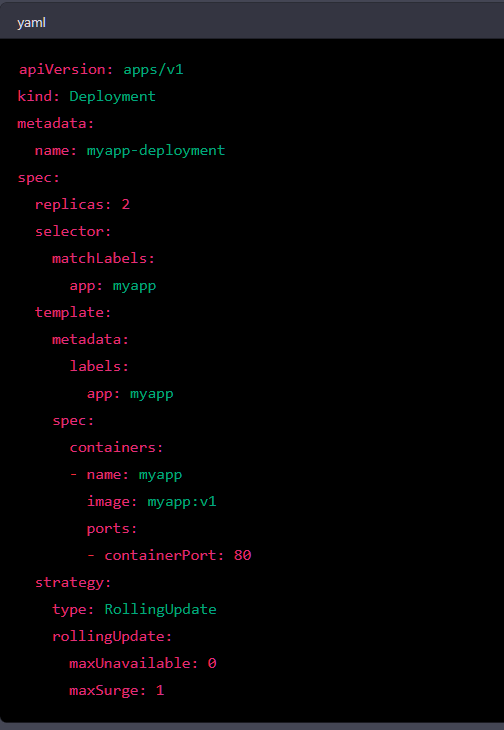 yaml
apiVersion: apps/v1
kind: Deployment
metadata:
  name: myapp-deployment
spec:
  replicas: 2
  selector:
    matchLabels:
      app: myapp
  template:
    metadata:
      labels:
        app: myapp
    spec:
      containers:
      - name: myapp
        image: myapp:v1
        ports:
        - containerPort: 80
  strategy:
    type: RollingUpdate
    rollingUpdate:
      maxUnavailable: 0
      maxSurge: 1